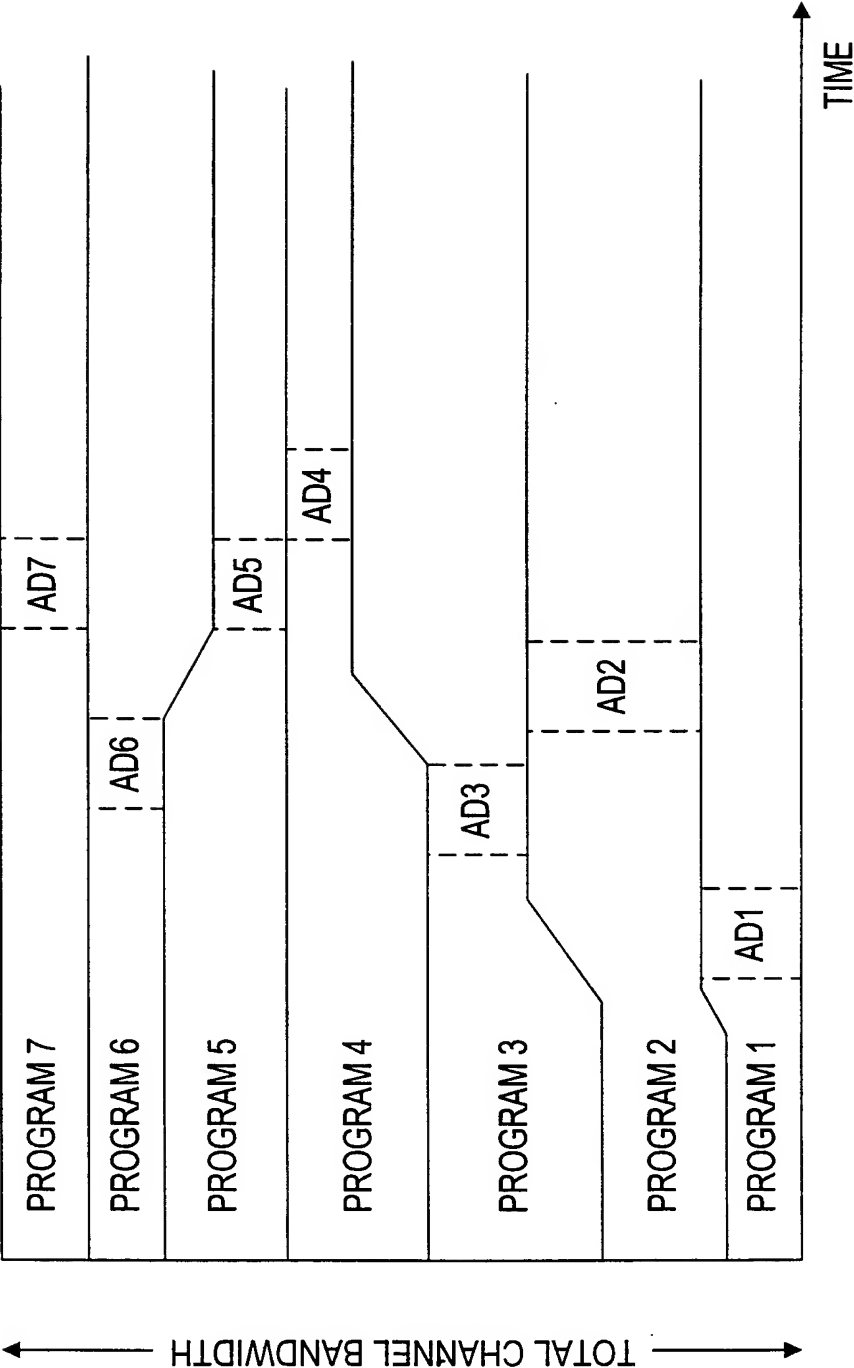 TOTAL CHANNEL BANDWIDTH
PROGRAM 7
AD7
PROGRAM 6
AD6
PROGRAM 5
AD5
PROGRAM 4
AD4
PROGRAM 3
AD3
PROGRAM 2
AD2
PROGRAM 1
AD1
TIME